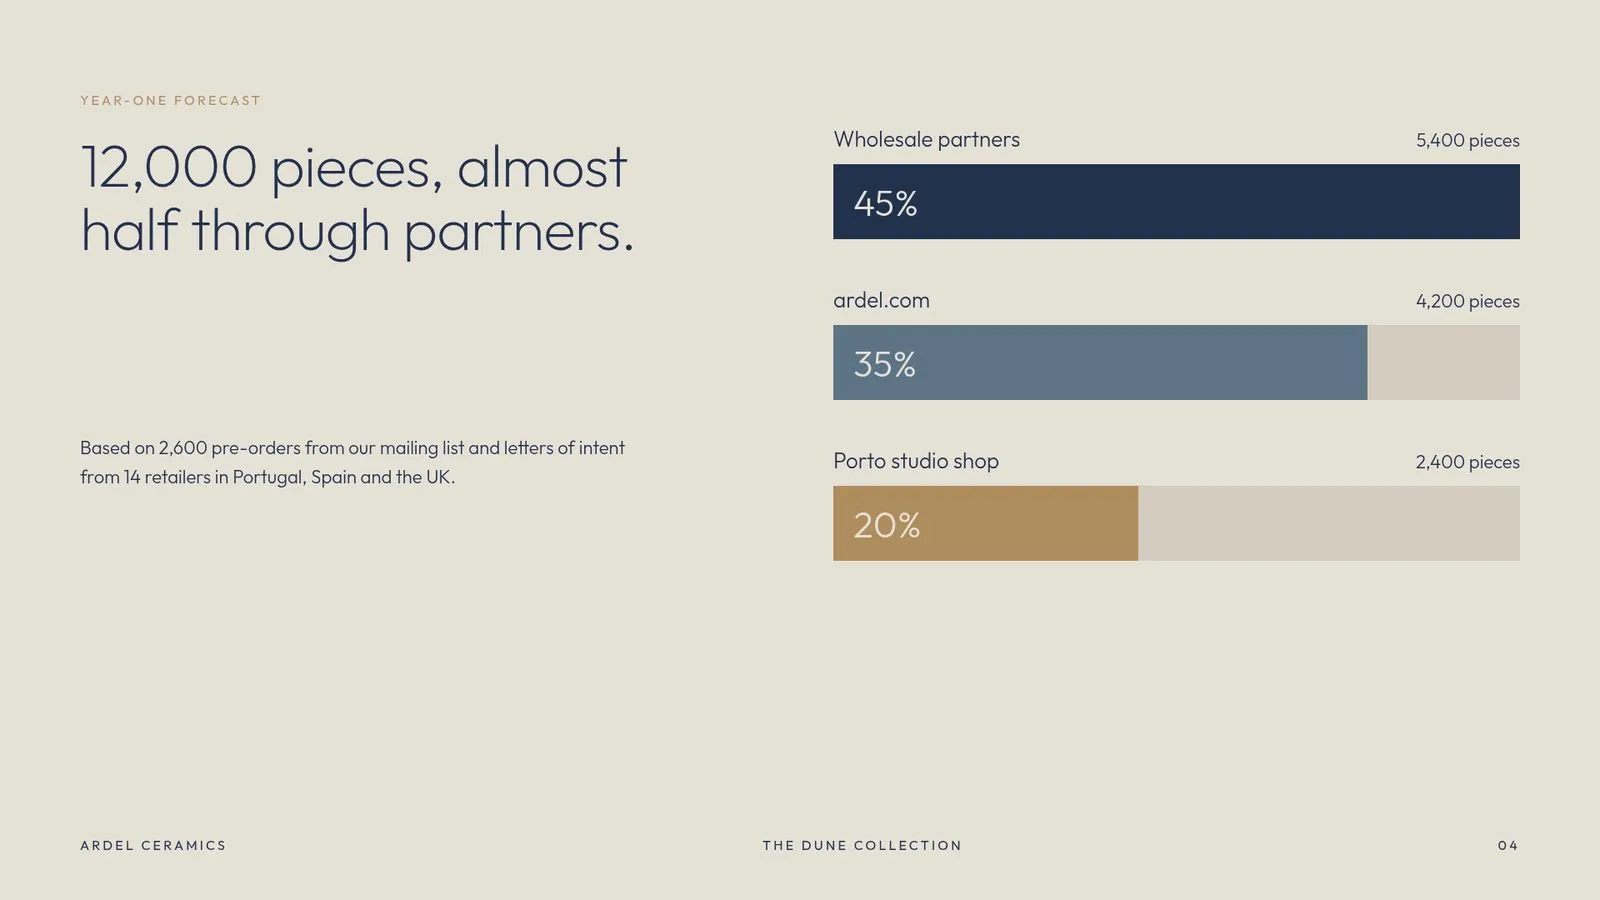 YEAR-ONE FORECAST
12,000 pieces, almost
half through partners.
Based on 2,600 pre-orders from our mailing list and letters of intent
from 14 retailers in Portugal, Spain and the UK.
Wholesale partners
5,400 pieces
45%
ardel.com
4,200 pieces
35%
Porto studio shop
2,400 pieces
20%
ARDEL CERAMICS
THE DUNE COLLECTION
04